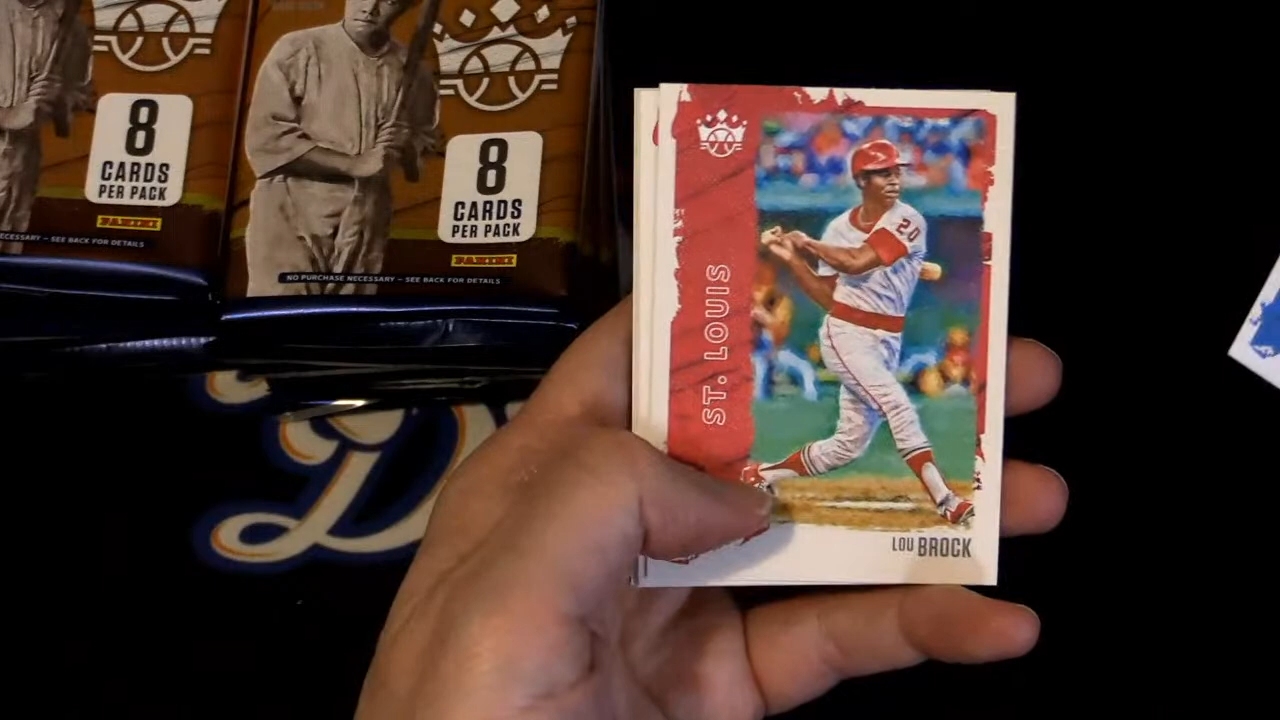 8
CARDS
PER PACK
PANINI
ECESSARY – SEE BACK FOR DETAILS
8
CARDS
PER PACK
PANINI
NO PURCHASE NECESSARY – SEE BACK FOR DETAILS
ST. LOUIS
20
LOU BROCK